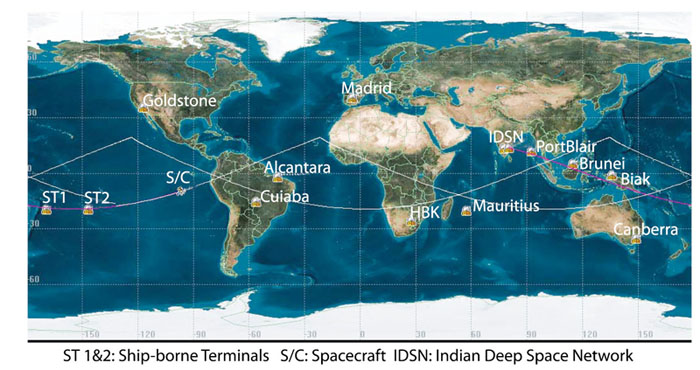 60
Goldstone
Madrid
30
IDSN
PortBlair
Brunei
0
S/C
Alcantara
Biak
ST1
ST2
Cuiaba
HBK
Mauritius
-30
Canberra
-60
-150 -120 -90 -60 -30 0 30 60 90 120 150
ST 1&2: Ship-borne Terminals S/C: Spacecraft IDSN: Indian Deep Space Network